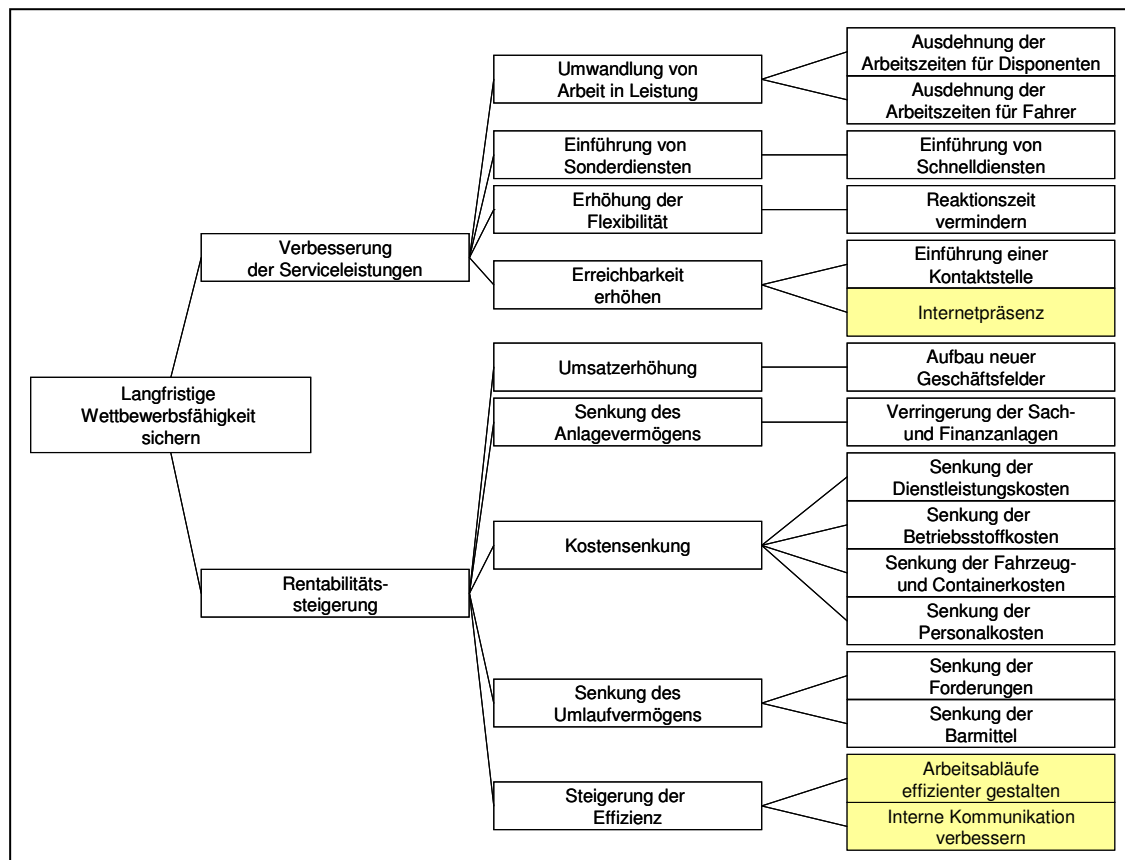 Langfristige
Wettbewerbsfähigkeit
sichern
Verbesserung
der Serviceleistungen
Umwandlung von
Arbeit in Leistung
Ausdehnung der
Arbeitszeiten für Disponenten
Ausdehnung der
Arbeitszeiten für Fahrer
Einführung von
Sonderdiensten
Einführung von
Schnelldiensten
Erhöhung der
Flexibilität
Reaktionszeit
vermindern
Erreichbarkeit
erhöhen
Einführung einer
Kontaktstelle
Internetpräsenz
Rentabilitäts-
steigerung
Umsatzerhöhung
Aufbau neuer
Geschäftsfelder
Senkung des
Anlagevermögens
Verringerung der Sach-
und Finanzanlagen
Kostensenkung
Senkung der
Dienstleistungskosten
Senkung der
Betriebsstoffkosten
Senkung der Fahrzeug-
und Containerkosten
Senkung der
Personalkosten
Senkung des
Umlaufvermögens
Senkung der
Forderungen
Senkung der
Barmittel
Steigerung der
Effizienz
Arbeitsabläufe
effizienter gestalten
Interne Kommunikation
verbessern